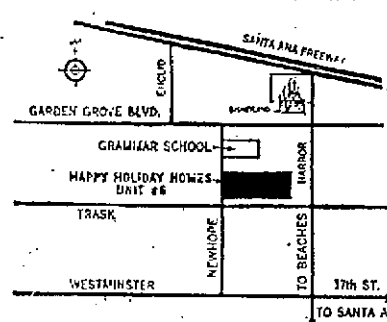 SANTA ANA FREEWAY
N
EUCLID
DISNEYLAND
GARDEN GROVE BLVD.
GRAMMAR SCHOOL
HARBOR
HAPPY HOLIDAY HOMES
UNIT #6
TRASK
NEWHOPE
TO BEACHES
WESTMINSTER
17th ST.
TO SANTA A